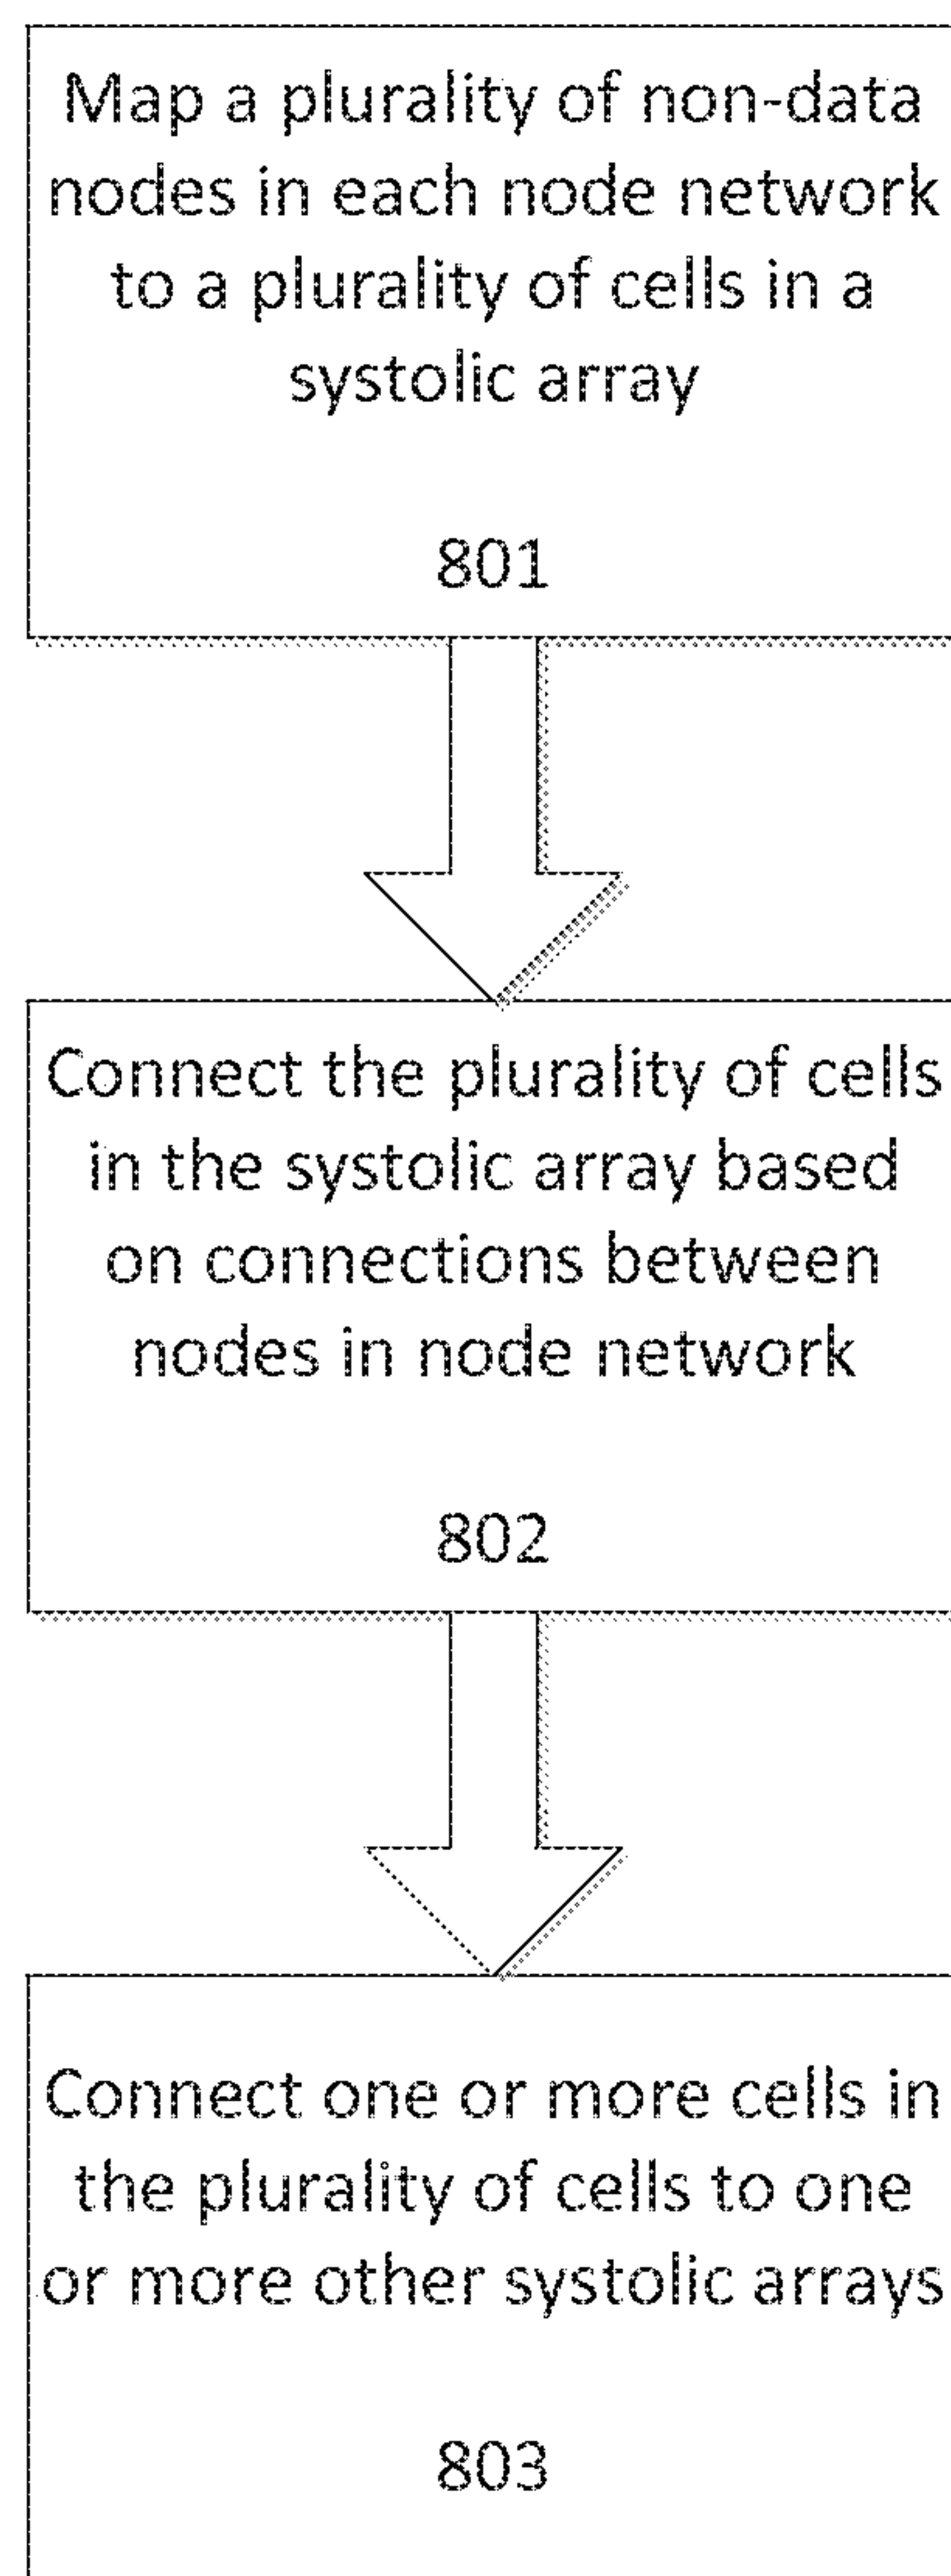 Map a plurality of non-data
nodes in each node network
to a plurality of cells in a
systolic array
801
Connect the plurality of cells
in the systolic array based
on connections between
nodes in node network
802
Connect one or more cells in
the plurality of cells to one
or more other systolic arrays
803